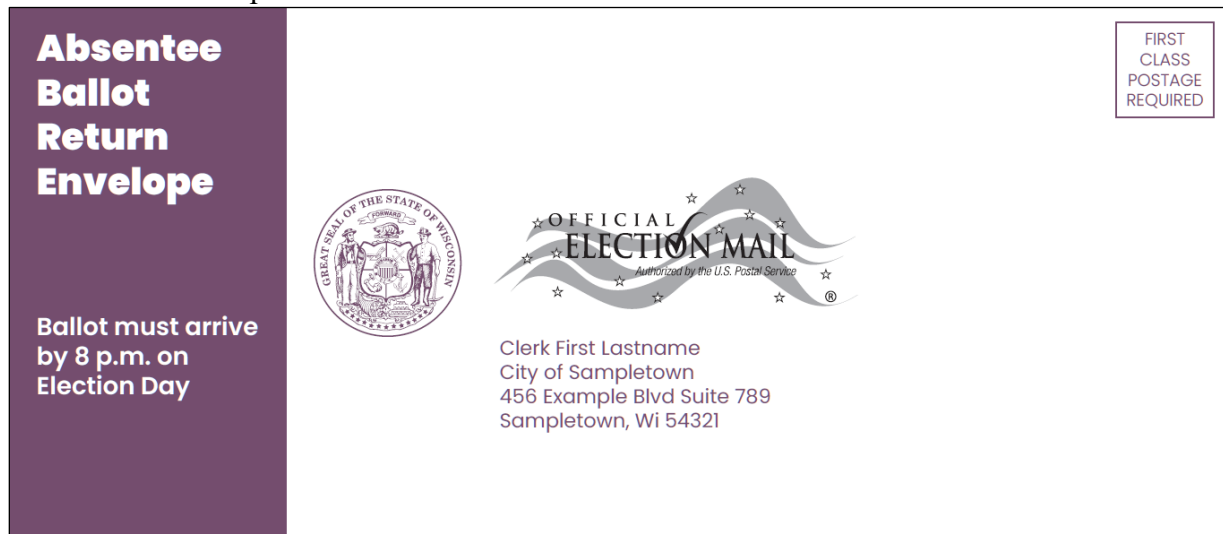 Absentee
Ballot
Return
Envelope
Ballot must arrive
by 8 p.m. on
Election Day
GREAT SEAL OF THE STATE OF WISCONSIN
FORWARD
OFFICIAL
ELECTION MAIL
Authorized by the U.S. Postal Service
®
Clerk First Lastname
City of Sampletown
456 Example Blvd Suite 789
Sampletown, Wi 54321
FIRST
CLASS
POSTAGE
REQUIRED